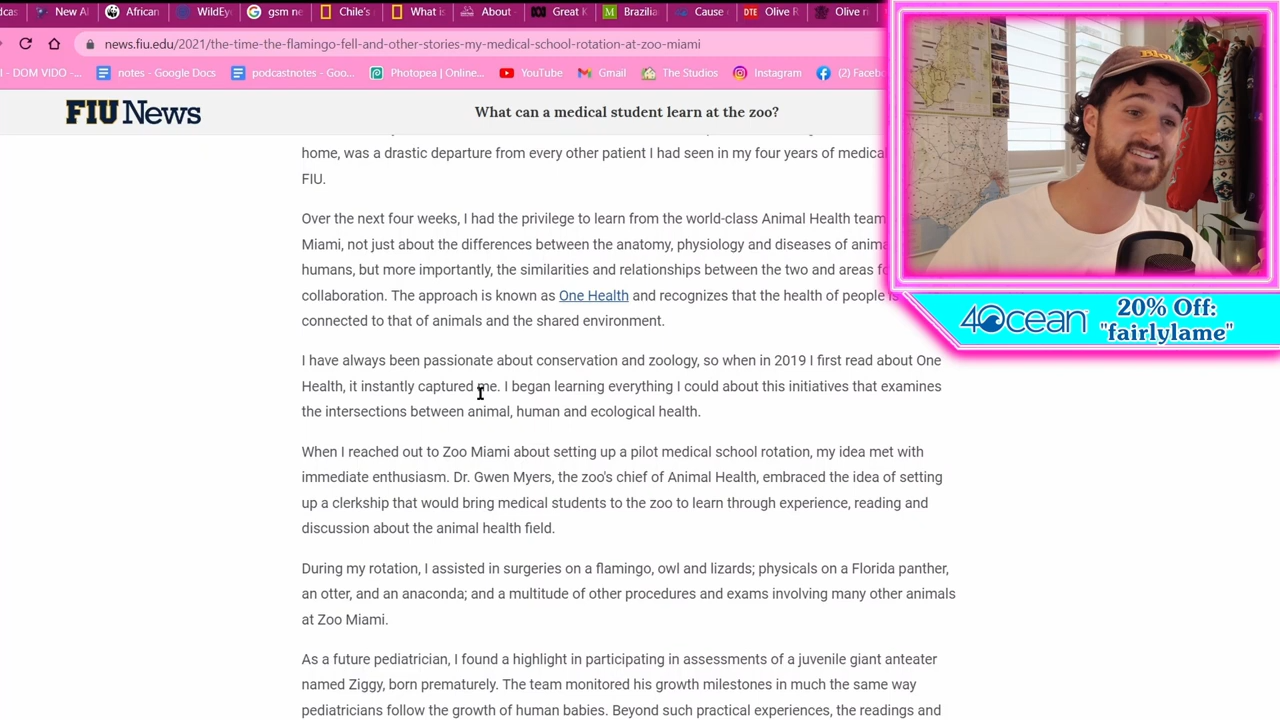 New Al
African
WildEy
gsm ne
Chile's
What is
About
Great K
Brazilia
Cause
Olive R
Olive r
news.fiu.edu/2021/the-time-the-flamingo-fell-and-other-stories-my-medical-school-rotation-at-zoo-miami
I - DOM VIDO -...
notes - Google Docs
podcastnotes - Goo...
Photopea | Online...
YouTube
Gmail
The Studios
Instagram
(2) Facebo
FIU News
What can a medical student learn at the zoo?
home, was a drastic departure from every other patient I had seen in my four years of medical
FIU.
Over the next four weeks, I had the privilege to learn from the world-class Animal Health team
Miami, not just about the differences between the anatomy, physiology and diseases of anima
humans, but more importantly, the similarities and relationships between the two and areas fo
collaboration. The approach is known as One Health and recognizes that the health of people is
connected to that of animals and the shared environment.
I have always been passionate about conservation and zoology, so when in 2019 I first read about One
Health, it instantly captured me. I began learning everything I could about this initiatives that examines
the intersections between animal, human and ecological health.
When I reached out to Zoo Miami about setting up a pilot medical school rotation, my idea met with
immediate enthusiasm. Dr. Gwen Myers, the zoo's chief of Animal Health, embraced the idea of setting
up a clerkship that would bring medical students to the zoo to learn through experience, reading and
discussion about the animal health field.
During my rotation, I assisted in surgeries on a flamingo, owl and lizards; physicals on a Florida panther,
an otter, and an anaconda; and a multitude of other procedures and exams involving many other animals
at Zoo Miami.
As a future pediatrician, I found a highlight in participating in assessments of a juvenile giant anteater
named Ziggy, born prematurely. The team monitored his growth milestones in much the same way
pediatricians follow the growth of human babies. Beyond such practical experiences, the readings and
4Ocean
20% Off:
"fairlylame"